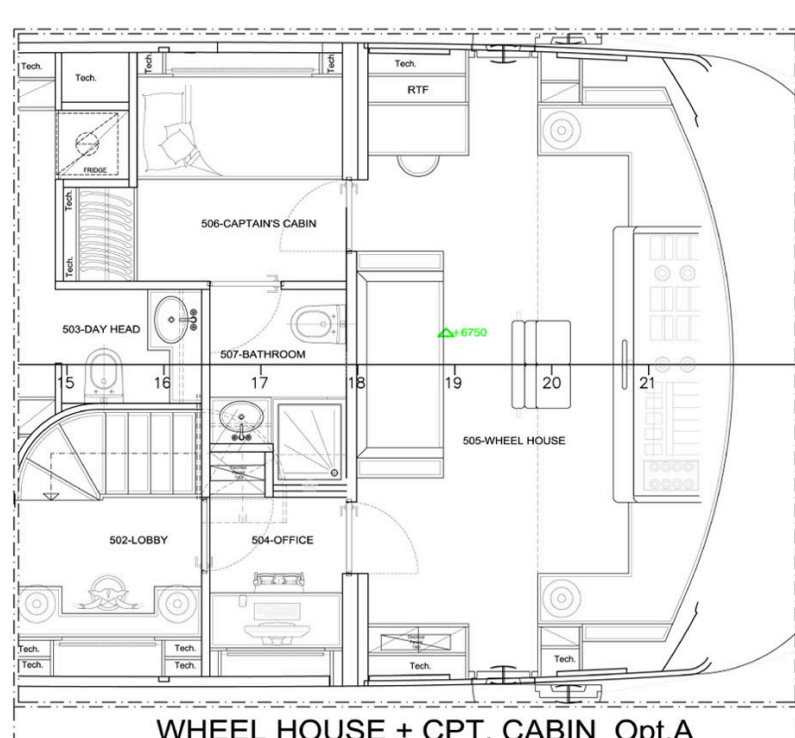 Tech.
Tech.
Tech.
Tech.
Tech.
RTF
FRIDGE
Tech.
506-CAPTAIN'S CABIN
Tech.
503-DAY HEAD
507-BATHROOM
+6750
15
16
17
18
19
20
21
505-WHEEL HOUSE
502-LOBBY
504-OFFICE
Tech.
Tech.
Tech.
Tech.
Tech.
Tech.
WHEEL HOUSE + CPT. CABIN Opt.A